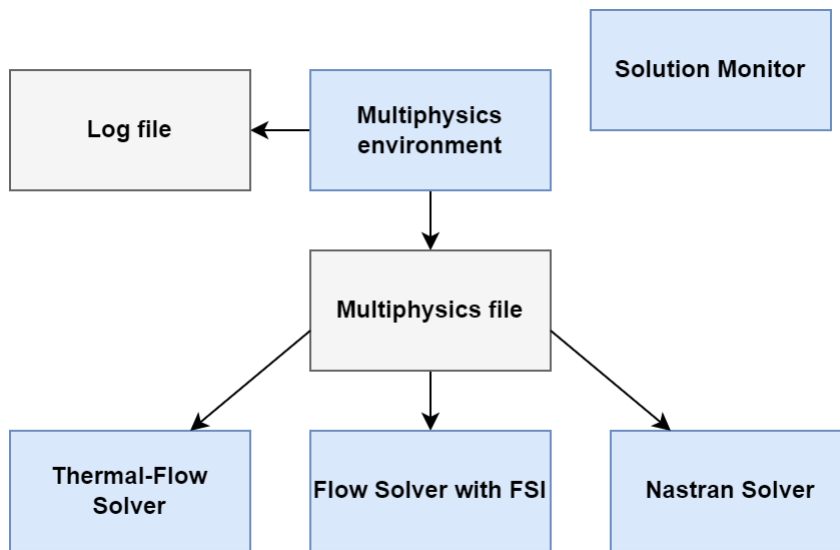 Solution Monitor
Log file
Multiphysics
environment
Multiphysics file
Thermal-Flow
Solver
Flow Solver with FSI
Nastran Solver